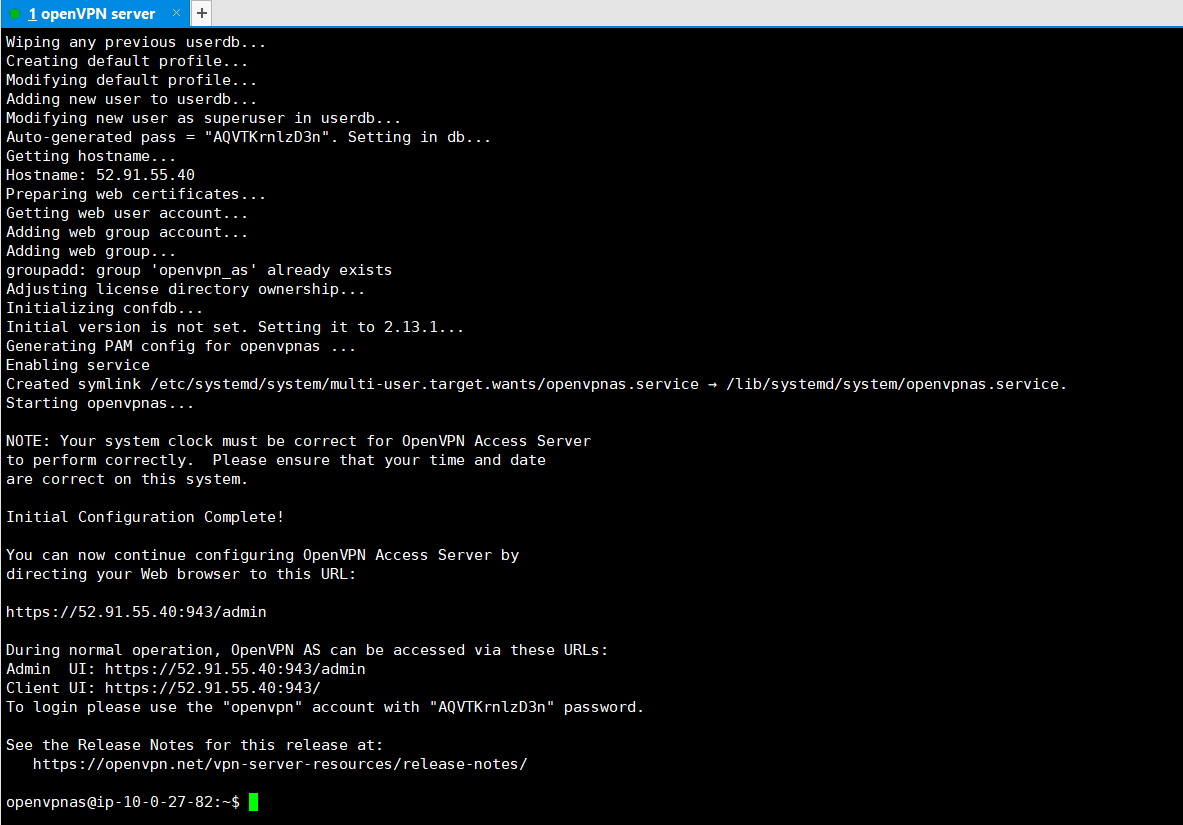 1 openVPN server × +
Wiping any previous userdb...
Creating default profile...
Modifying default profile...
Adding new user to userdb...
Modifying new user as superuser in userdb...
Auto-generated pass = "AQVTKrnlzD3n". Setting in db...
Getting hostname...
Hostname: 52.91.55.40
Preparing web certificates...
Getting web user account...
Adding web group account...
Adding web group...
groupadd: group 'openvpn_as' already exists
Adjusting license directory ownership...
Initializing confdb...
Initial version is not set. Setting it to 2.13.1...
Generating PAM config for openvpnas ...
Enabling service
Created symlink /etc/systemd/system/multi-user.target.wants/openvpnas.service → /lib/systemd/system/openvpnas.service.
Starting openvpnas...

NOTE: Your system clock must be correct for OpenVPN Access Server
to perform correctly.  Please ensure that your time and date
are correct on this system.

Initial Configuration Complete!

You can now continue configuring OpenVPN Access Server by
directing your Web browser to this URL:

https://52.91.55.40:943/admin

During normal operation, OpenVPN AS can be accessed via these URLs:
Admin  UI: https://52.91.55.40:943/admin
Client UI: https://52.91.55.40:943/
To login please use the "openvpn" account with "AQVTKrnlzD3n" password.

See the Release Notes for this release at:
   https://openvpn.net/vpn-server-resources/release-notes/

openvpnas@ip-10-0-27-82:~$